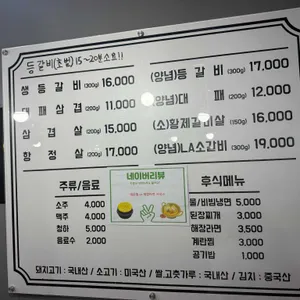 등갈비(초벌)15~20분소요!!
생등갈비(300g) 16,000
대패삼겹(200g) 11,000
삼겹살(200g) 15,000
항정살(200g) 17,000
(양념)등갈비(300g) 17,000
(양념)대패(200g) 12,000
(소)황제갈비살(150g) 16,000
(양념)LA소갈비(300g) 19,000
주류/음료
소주 4,000
맥주 4,000
청하 5,000
음료수 2,000
네이버리뷰
후식메뉴
물/비빔냉면 5,000
된장찌개 3,000
해장라면 3,500
계란찜 3,000
공기밥 1,000
돼지고기 : 국내산 / 소고기 : 미국산 / 쌀,고춧가루 : 국내산 / 김치 : 중국산